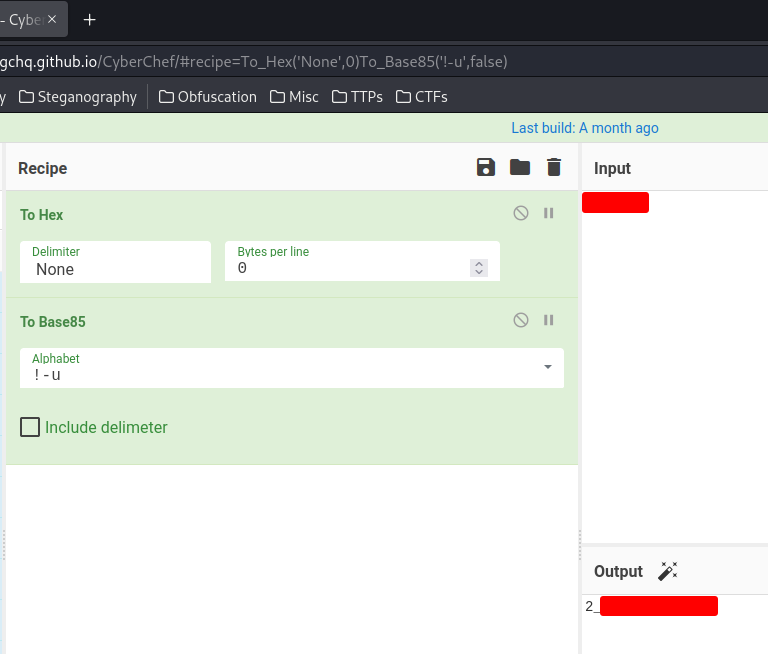 - Cybe ×
gchq.github.io/CyberChef/#recipe=To_Hex('None',0)To_Base85('!-u',false)
y Steganography Obfuscation Misc TTPs CTFs
Last build: A month ago
Recipe Input
To Hex
Delimiter Bytes per line
None 0
To Base85
Alphabet
!-u
Include delimeter
Output
2_